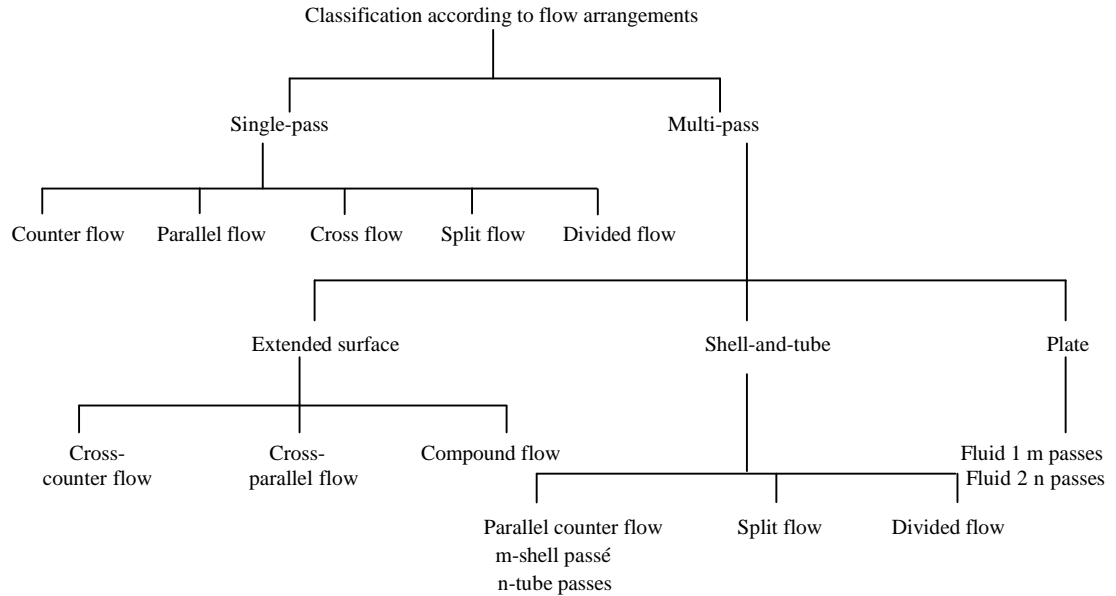 Classification according to flow arrangements
Single-pass
Multi-pass
Counter flow
Parallel flow
Cross flow
Split flow
Divided flow
Extended surface
Shell-and-tube
Plate
Cross-
counter flow
Cross-
parallel flow
Compound flow
Fluid 1 m passes
Fluid 2 n passes
Parallel counter flow
m-shell passé
n-tube passes
Split flow
Divided flow